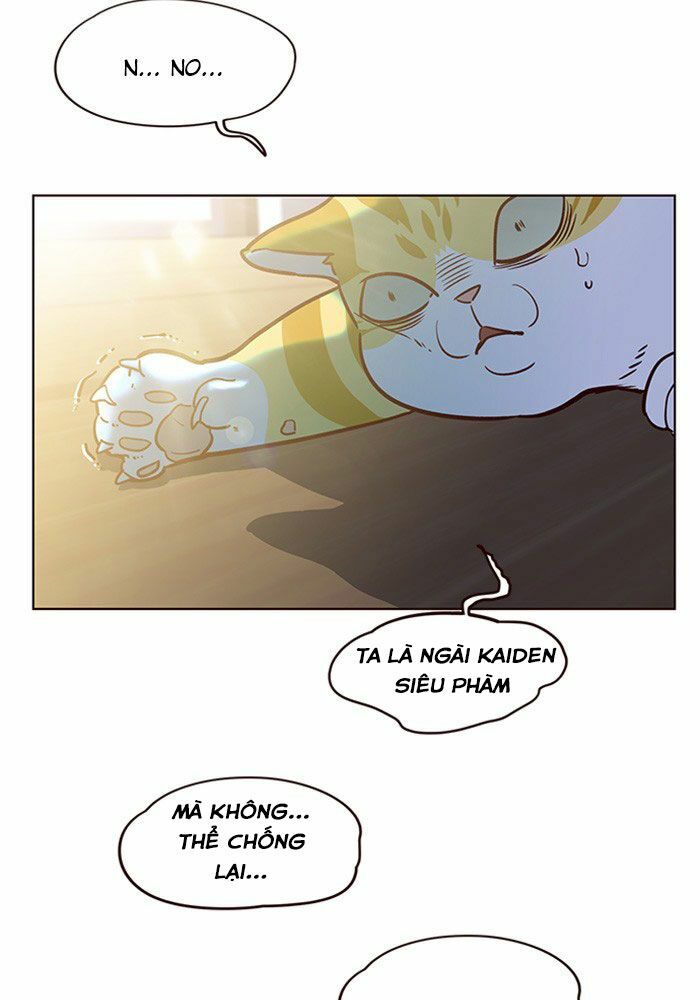 N... NO...
TA LÀ NGÀI KAIDEN
SIÊU PHÀM
MÀ KHÔNG...
THỂ CHỐNG
LẠI...